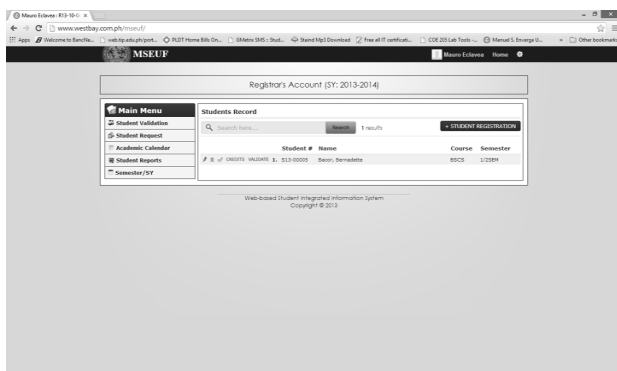 Mauro Eclavea : R13-10-0
www.westbay.com.ph/mseuf/
Apps Welcome to BancNe... web.tip.edu.ph/port... PLDT Home Bills On... GMetrix SMS :: Stud... Staind Mp3 Download Free all IT certificati... COE 205 Lab Tools -... Manuel S. Enverga U... » Other bookmarks
MSEUF Mauro Eclavea Home
Registrar's Account (SY: 2013-2014)
Main Menu
Student Validation
Student Request
Academic Calendar
Student Reports
Semester/SY
Students Record
Search here... Search 1 results + STUDENT REGISTRATION
Student # Name Course Semester
CREDITS VALIDATE 1. S13-00005 Bacon, Bernadette BSCS 1/2SEM
Web-based Student Integrated Information System
Copyright © 2013